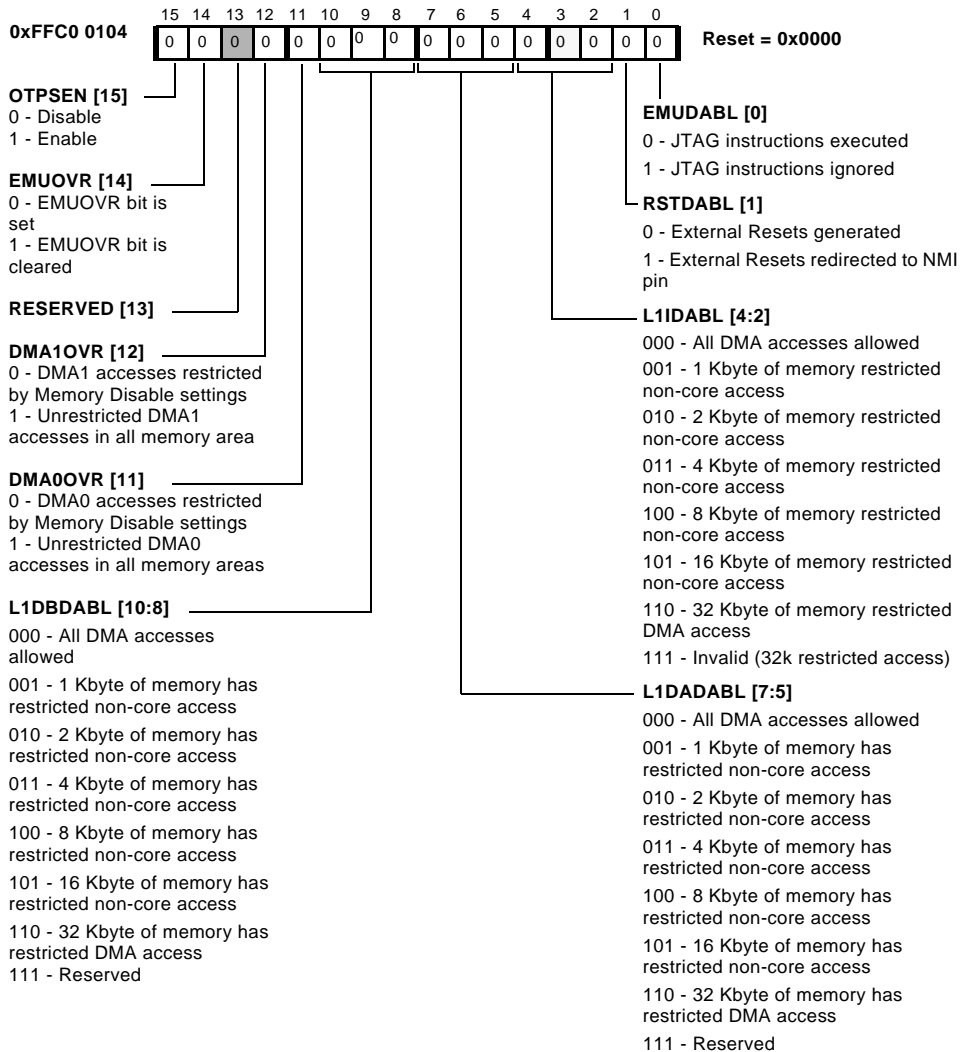 15 14 13 12 11 10 9 8 7 6 5 4 3 2 1 0
0xFFC0 0104
0 0 0 0 0 0 0 0 0 0 0 0 0 0 0 0
Reset = 0x0000
OTPSEN [15]
0 - Disable
1 - Enable
EMUOVR [14]
0 - EMUOVR bit is
set
1 - EMUOVR bit is
cleared
RESERVED [13]
DMA1OVR [12]
0 - DMA1 accesses restricted
by Memory Disable settings
1 - Unrestricted DMA1
accesses in all memory area
DMA0OVR [11]
0 - DMA0 accesses restricted
by Memory Disable settings
1 - Unrestricted DMA0
accesses in all memory areas
L1DBDABL [10:8]
000 - All DMA accesses
allowed
001 - 1 Kbyte of memory has
restricted non-core access
010 - 2 Kbyte of memory has
restricted non-core access
011 - 4 Kbyte of memory has
restricted non-core access
100 - 8 Kbyte of memory has
restricted non-core access
101 - 16 Kbyte of memory has
restricted non-core access
110 - 32 Kbyte of memory has
restricted DMA access
111 - Reserved
EMUDABL [0]
0 - JTAG instructions executed
1 - JTAG instructions ignored
RSTDABL [1]
0 - External Resets generated
1 - External Resets redirected to NMI
pin
L1IDABL [4:2]
000 - All DMA accesses allowed
001 - 1 Kbyte of memory restricted
non-core access
010 - 2 Kbyte of memory restricted
non-core access
011 - 4 Kbyte of memory restricted
non-core access
100 - 8 Kbyte of memory restricted
non-core access
101 - 16 Kbyte of memory restricted
non-core access
110 - 32 Kbyte of memory restricted
DMA access
111 - Invalid (32k restricted access)
L1DADABL [7:5]
000 - All DMA accesses allowed
001 - 1 Kbyte of memory has
restricted non-core access
010 - 2 Kbyte of memory has
restricted non-core access
011 - 4 Kbyte of memory has
restricted non-core access
100 - 8 Kbyte of memory has
restricted non-core access
101 - 16 Kbyte of memory has
restricted non-core access
110 - 32 Kbyte of memory has
restricted DMA access
111 - Reserved